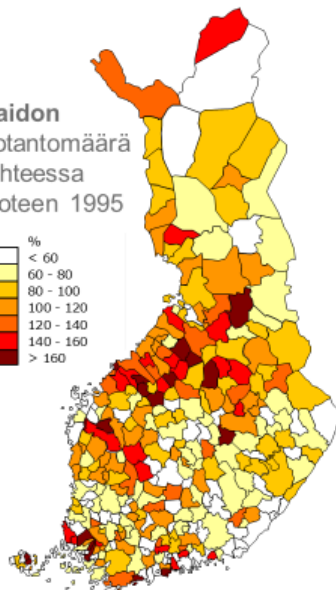 aidon
otantomäärä
hteessa
oteen 1995
%
< 60
60 - 80
80 - 100
100 - 120
120 - 140
140 - 160
> 160